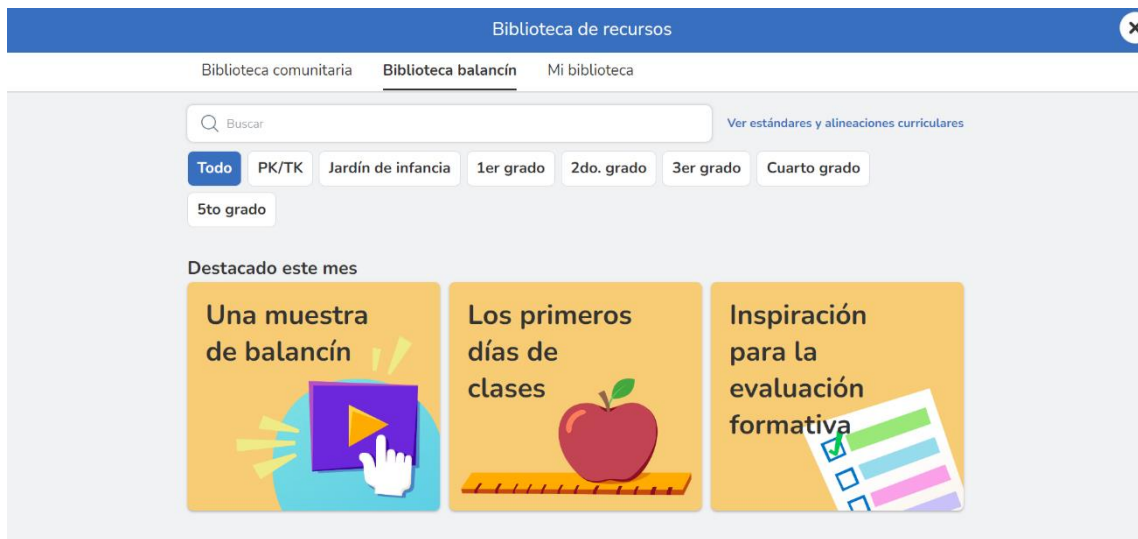 Biblioteca de recursos
Biblioteca comunitaria Biblioteca balancín Mi biblioteca
Buscar Ver estándares y alineaciones curriculares
Todo PK/TK Jardín de infancia 1er grado 2do. grado 3er grado Cuarto grado
5to grado
Destacado este mes
Una muestra
de balancín
Los primeros
días de
clases
Inspiración
para la
evaluación
formativa